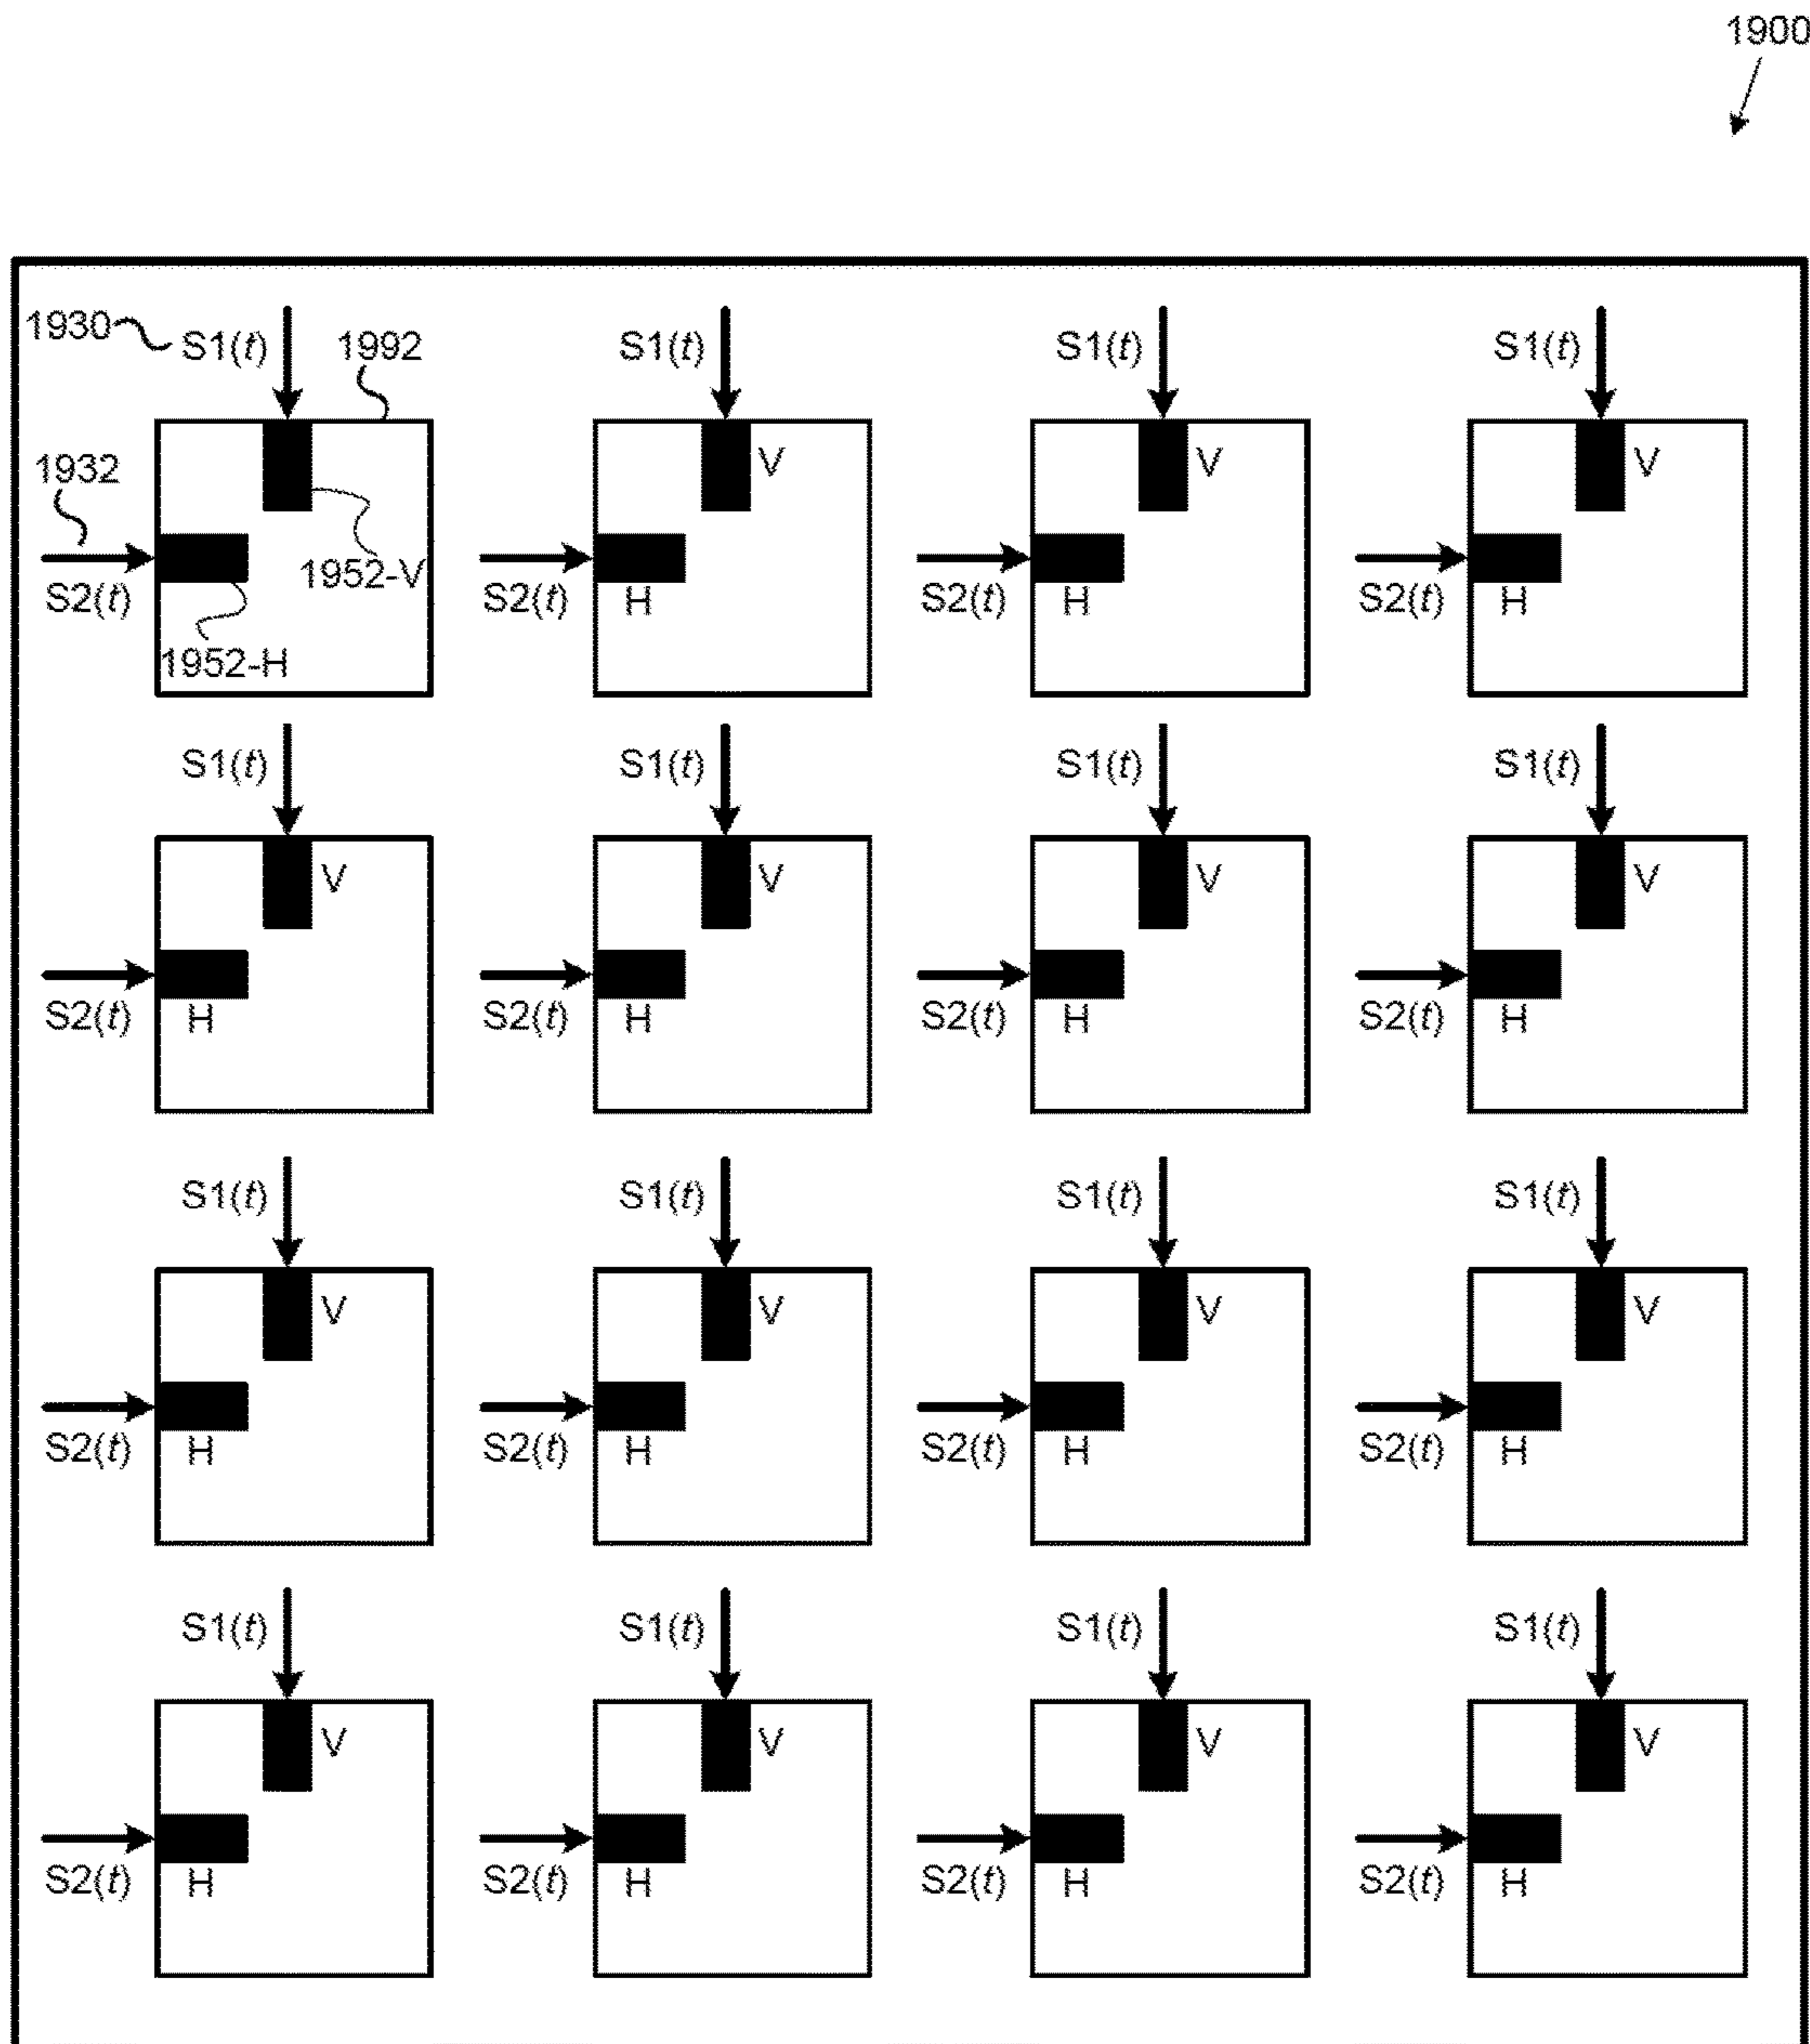 1900
1930 S1(t) 1992 S1(t) S1(t) S1(t)
1932 V V V
1952-V
S2(t) S2(t) H S2(t) H S2(t) H
1952-H
S1(t) S1(t) S1(t) S1(t)
V V V V
S2(t) H S2(t) H S2(t) H S2(t) H
S1(t) S1(t) S1(t) S1(t)
V V V V
S2(t) H S2(t) H S2(t) H S2(t) H
S1(t) S1(t) S1(t) S1(t)
V V V V
S2(t) H S2(t) H S2(t) H S2(t) H